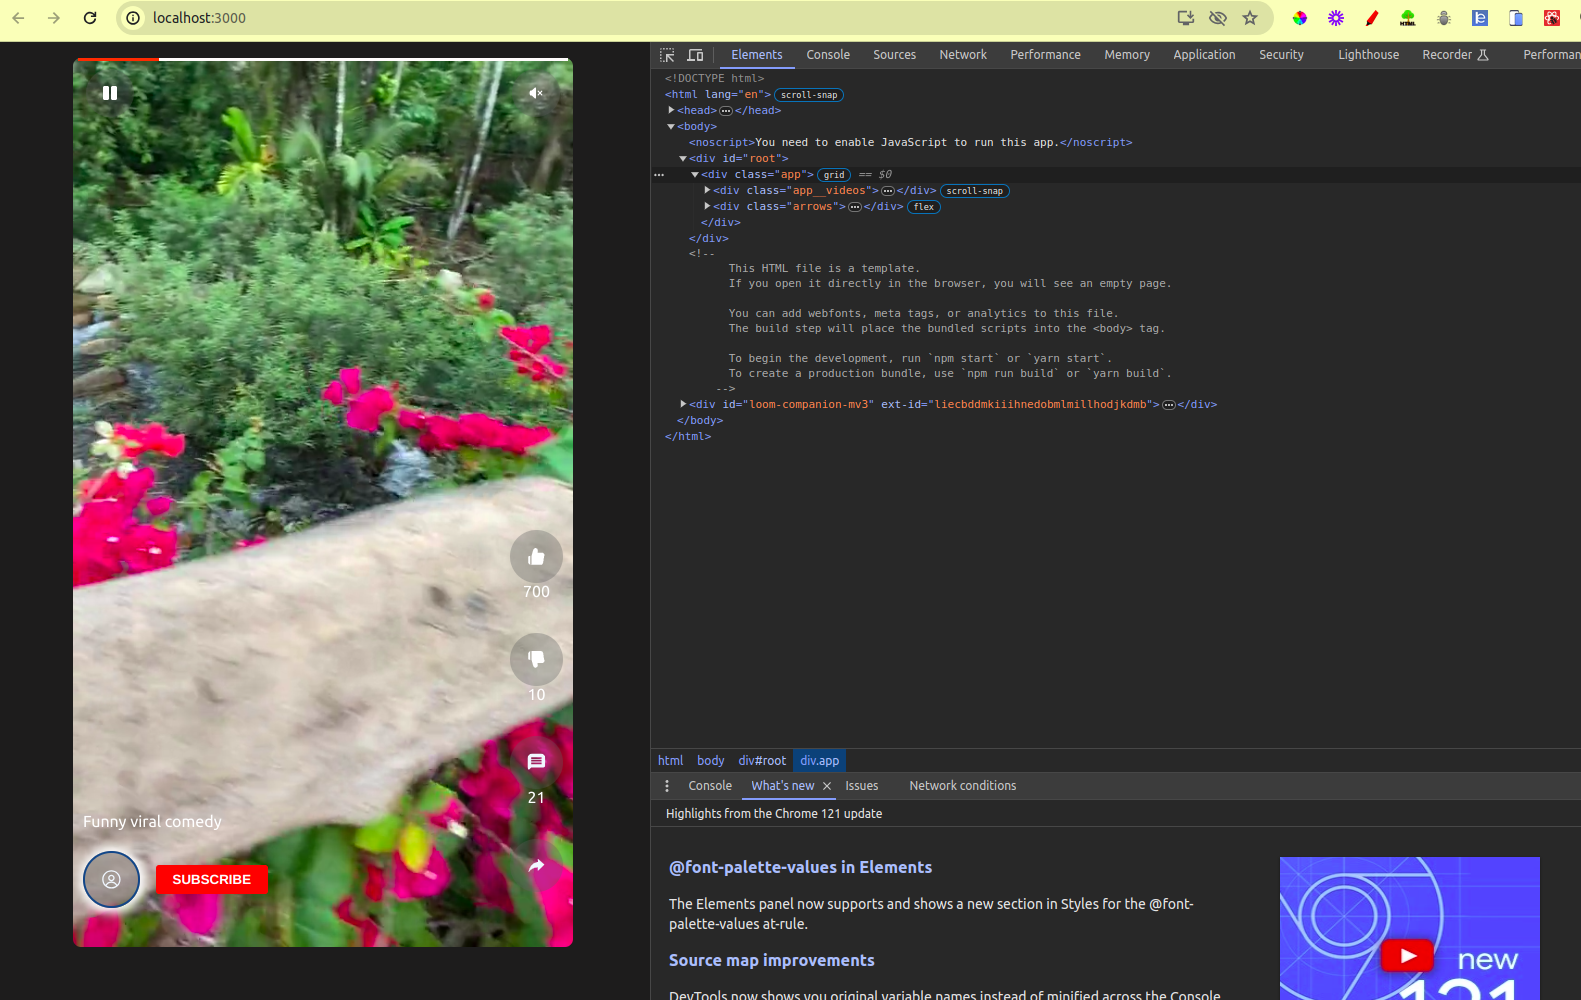 localhost:3000
700
10
21
Funny viral comedy
SUBSCRIBE
Elements Console Sources Network Performance Memory Application Security Lighthouse Recorder Performan
<!DOCTYPE html>
<html lang="en"> scroll-snap
<head> ••• </head>
<body>
<noscript>You need to enable JavaScript to run this app.</noscript>
<div id="root">
••• <div class="app"> grid == $0
<div class="app__videos"> ••• </div> scroll-snap
<div class="arrows"> ••• </div> flex
</div>
</div>
<!--
This HTML file is a template.
If you open it directly in the browser, you will see an empty page.
You can add webfonts, meta tags, or analytics to this file.
The build step will place the bundled scripts into the <body> tag.
To begin the development, run `npm start` or `yarn start`.
To create a production bundle, use `npm run build` or `yarn build`.
-->
<div id="loom-companion-mv3" ext-id="liecbddmkiiihnedobmlmillhodjkdmb"> ••• </div>
</body>
</html>
html body div#root div.app
Console What's new × Issues Network conditions
Highlights from the Chrome 121 update
@font-palette-values in Elements
The Elements panel now supports and shows a new section in Styles for the @font-
palette-values at-rule.
Source map improvements
DevTools now shows you original variable names instead of minified across the Console,
new
121